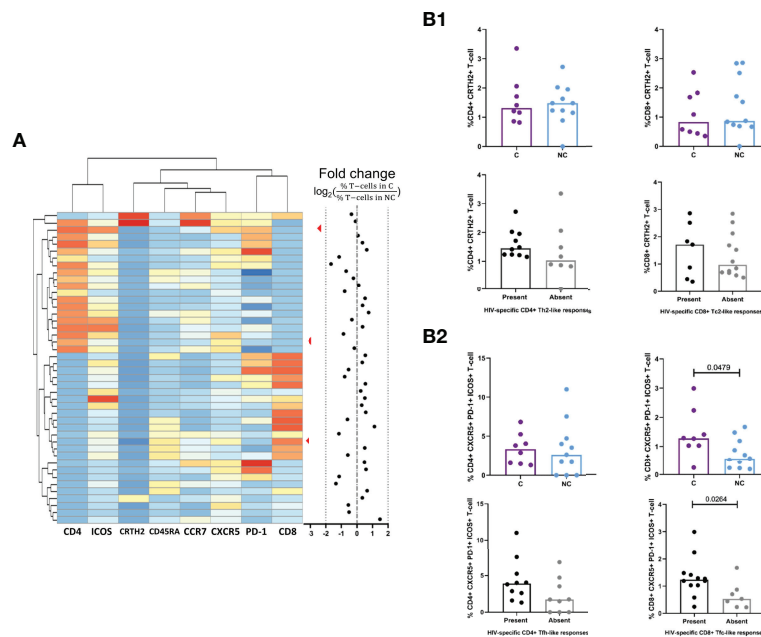 A
Fold change
log2( % T-cells in C / % T-cells in NC )
CD4 ICOS CRTH2 CD45RA CCR7 CXCR5 PD-1 CD8
3 2 1 0 1 2
B1
%CD4+ CRTH2+ T-cell
4
3
2
1
0
C NC
%CD8+ CRTH2+ T-cell
4
3
2
1
0
C NC
%CD4+ CRTH2+ T-cell
4
3
2
1
0
Present Absent
HIV-specific CD4+ Th2-like responses
%CD8+ CRTH2+ T-cell
4
3
2
1
0
Present Absent
HIV-specific CD8+ Tc2-like responses
B2
% CD4+ CXCR5+ PD-1+ ICOS+ T-cell
15
10
5
0
C NC
% CD8+ CXCR5+ PD-1+ ICOS+ T-cell
0.0479
4
3
2
1
0
C NC
% CD4+ CXCR5+ PD-1+ ICOS+ T-cell
15
10
5
0
Present Absent
HIV-specific CD4+ Tfh-like responses
% CD8+ CXCR5+ PD-1+ ICOS+ T-cell
0.0264
4
3
2
1
0
Present Absent
HIV-specific CD8+ Tfc-like responses